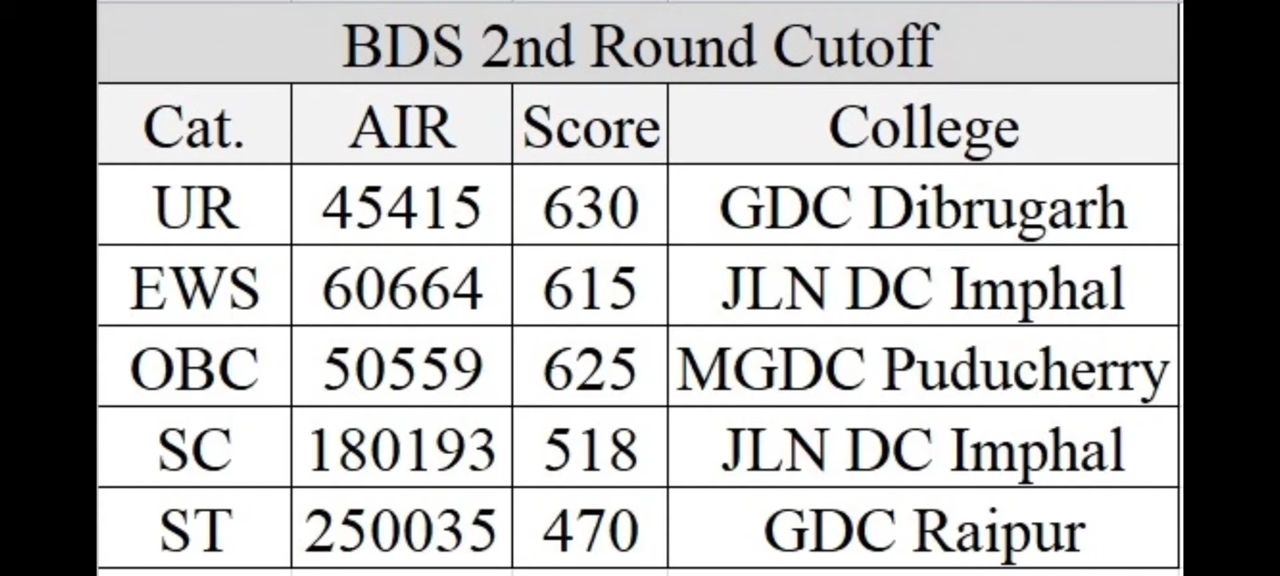 BDS 2nd Round Cutoff
Cat. AIR Score College
UR 45415 630 GDC Dibrugarh
EWS 60664 615 JLN DC Imphal
OBC 50559 625 MGDC Puducherry
SC 180193 518 JLN DC Imphal
ST 250035 470 GDC Raipur